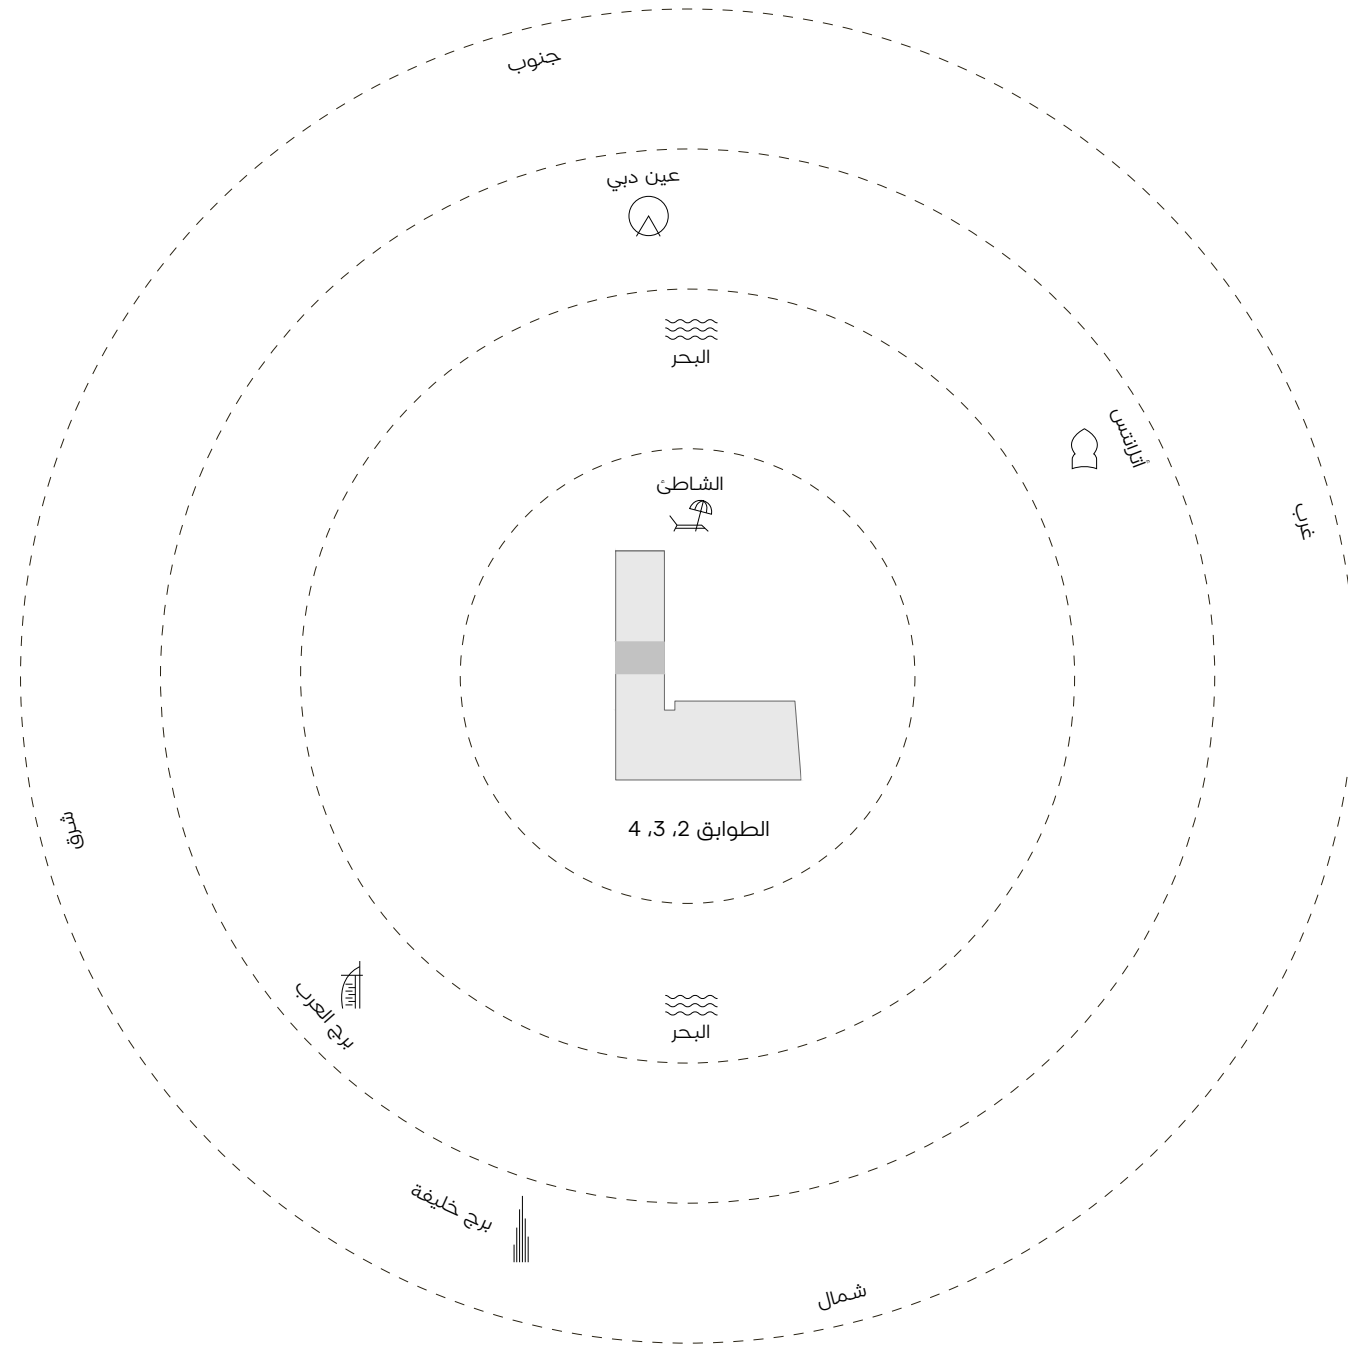 جنوب
عين دبي
البحر
أتلانتس
الشاطئ
غرب
شرق
الطوابق 2، 3، 4
برج العرب
البحر
برج خليفة
شمال